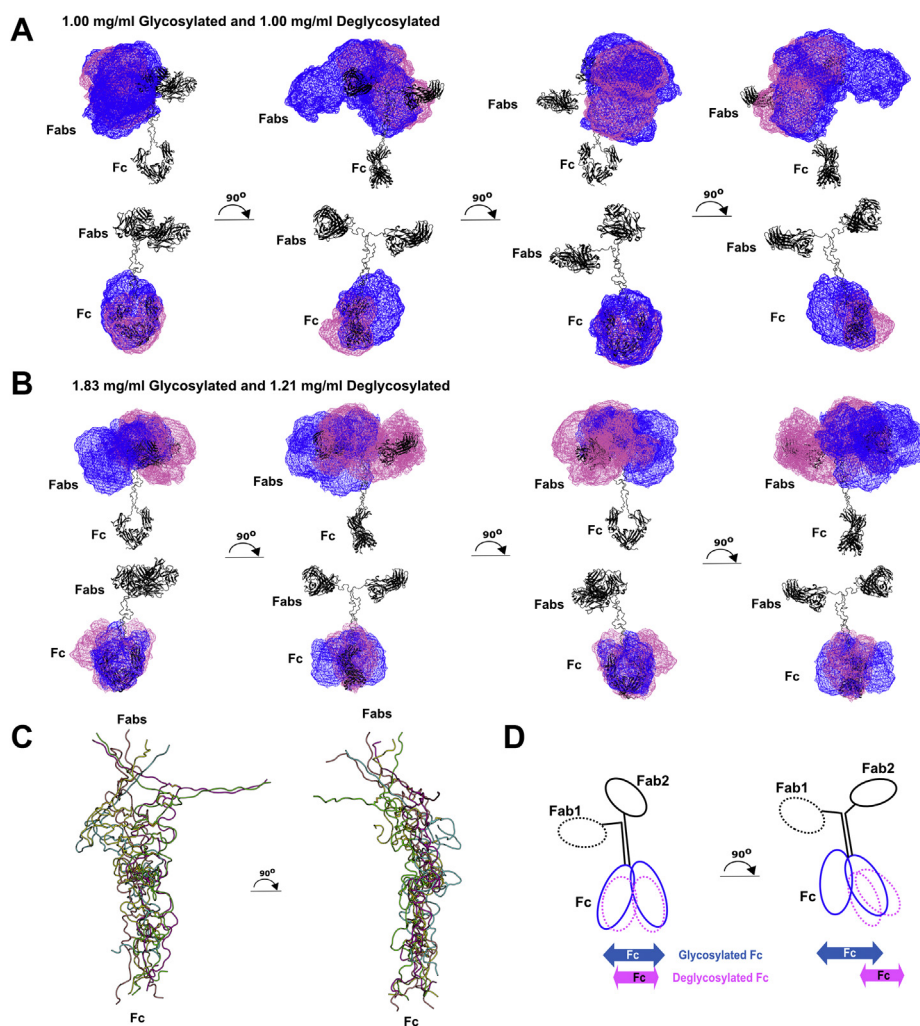 A
1.00 mg/ml Glycosylated and 1.00 mg/ml Deglycosylated
Fabs
Fc
Fabs
Fc
Fc
Fabs
Fc
Fabs
90°
Fabs
90°
90°
Fabs
Fabs
Fc
Fc
Fc
Fc
B
1.83 mg/ml Glycosylated and 1.21 mg/ml Deglycosylated
Fabs
Fabs
Fabs
Fabs
Fc
Fc
Fc
Fc
90°
90°
90°
90°
Fabs
Fabs
Fabs
Fabs
Fc
Fc
Fc
Fc
C
Fabs
Fabs
90°
Fc
Fc
D
Fab1
Fab2
Fc
90°
Fab1
Fab2
Fc
Fc Glycosylated Fc Fc
Fc Deglycosylated Fc Fc